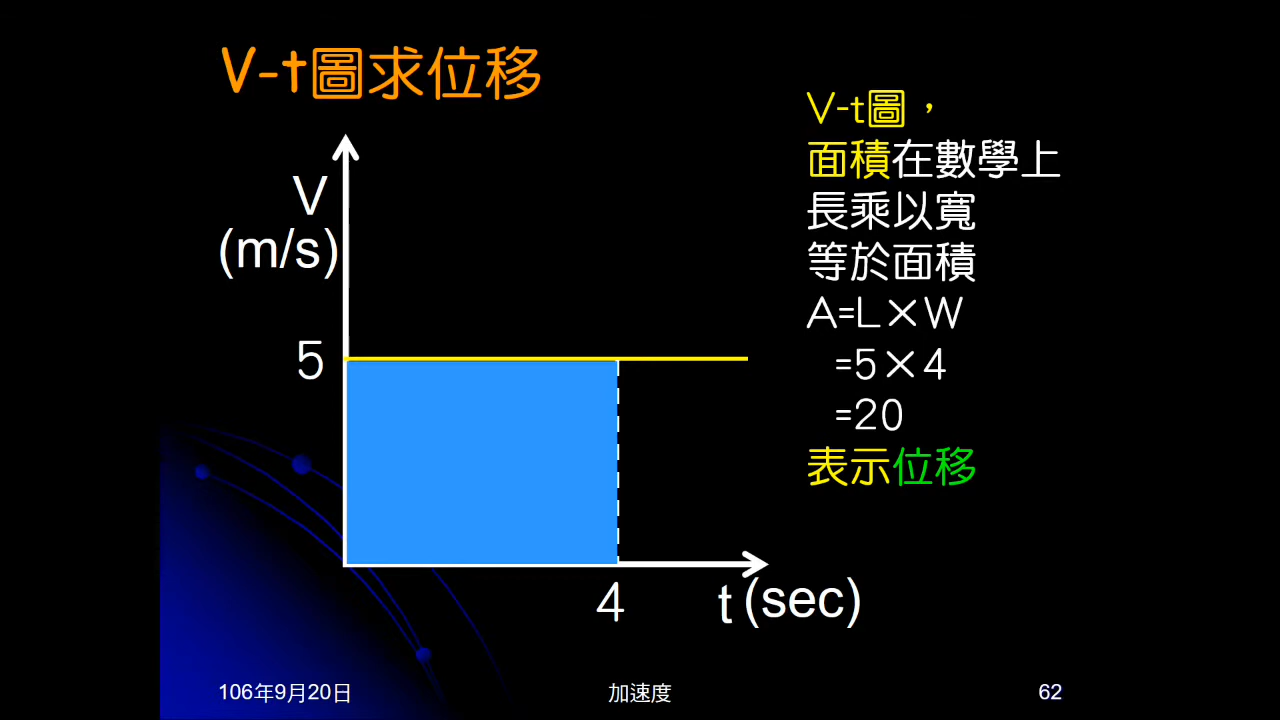 V-t圖求位移
V-t圖，
面積在數學上
長乘以寬
等於面積
A=L×W
=5×4
=20
表示位移
V
(m/s)
5
4
t(sec)
106年9月20日
加速度
62